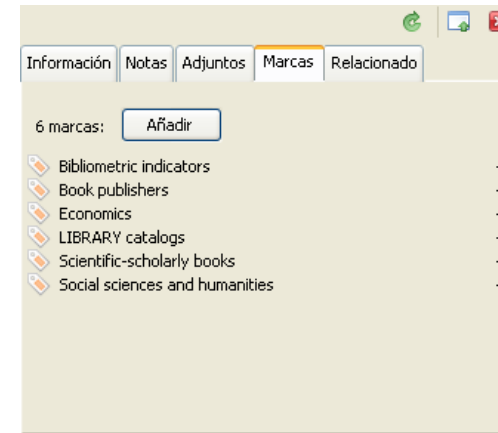 Información Notas Adjuntos Marcas Relacionado
6 marcas: Añadir
Bibliometric indicators
Book publishers
Economics
LIBRARY catalogs
Scientific-scholarly books
Social sciences and humanities